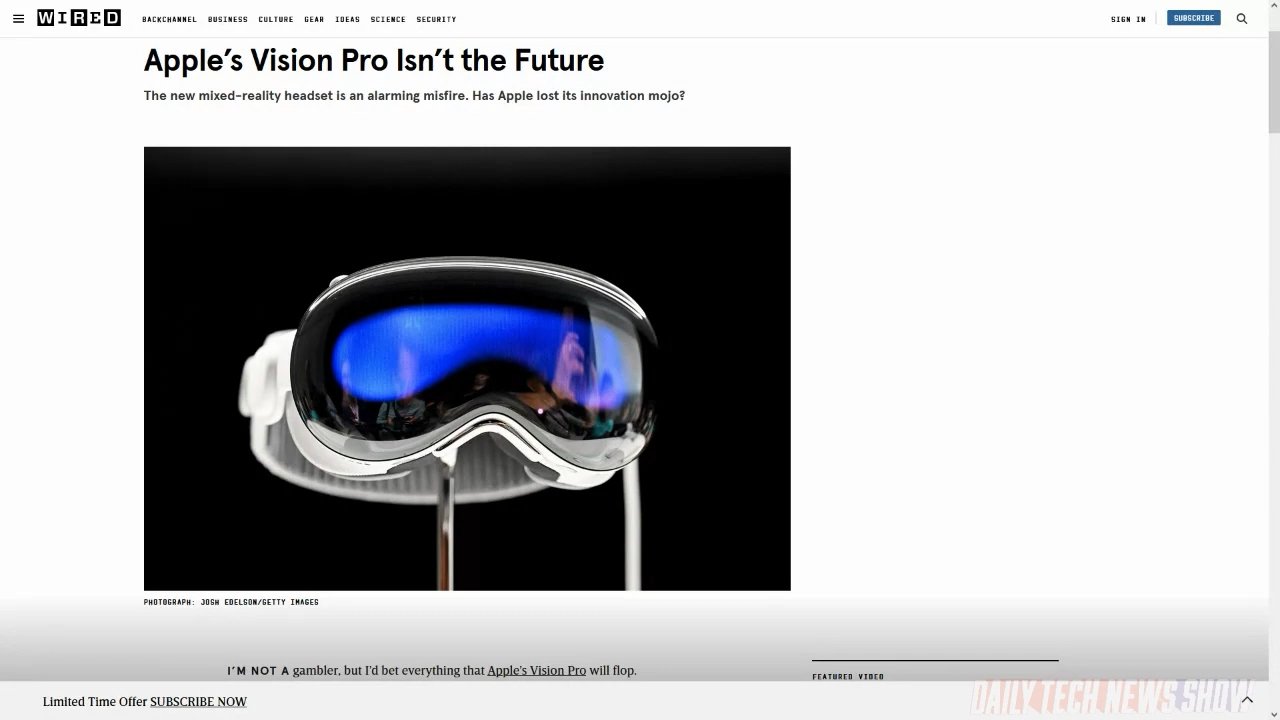 WIRED
BACKCHANNEL BUSINESS CULTURE GEAR IDEAS SCIENCE SECURITY
SIGN IN
SUBSCRIBE
Apple’s Vision Pro Isn’t the Future
The new mixed-reality headset is an alarming misfire. Has Apple lost its innovation mojo?
PHOTOGRAPH: JOSH EDELSON/GETTY IMAGES
I’M NOT A gambler, but I’d bet everything that Apple’s Vision Pro will flop.
FEATURED VIDEO
Limited Time Offer SUBSCRIBE NOW
DAILY TECH NEWS SHOW